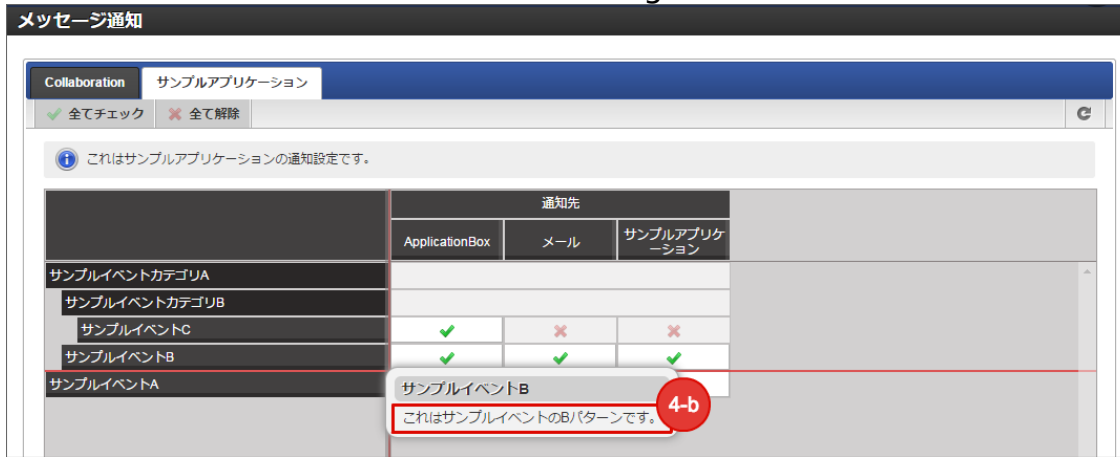 メッセージ通知
Collaboration サンプルアプリケーション
全てチェック 全て解除
これはサンプルアプリケーションの通知設定です。
通知先
ApplicationBox メール サンプルアプリケ
ーション
サンプルイベントカテゴリA
サンプルイベントカテゴリB
サンプルイベントC
サンプルイベントB
サンプルイベントA
サンプルイベントB
これはサンプルイベントのBパターンです。
4-b